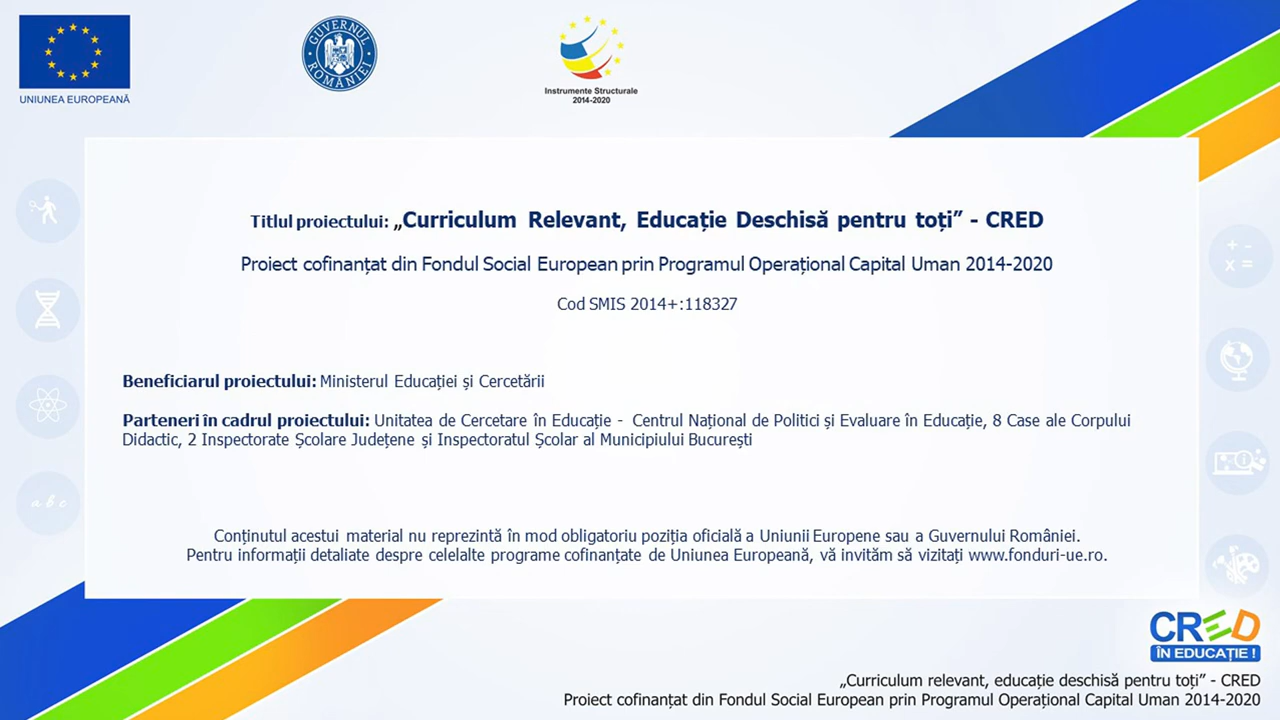 UNIUNEA EUROPEANĂ
GUVERNUL ROMÂNIEI
Instrumente Structurale
2014-2020
Titlul proiectului: „Curriculum Relevant, Educație Deschisă pentru toți” - CRED
Proiect cofinanțat din Fondul Social European prin Programul Operațional Capital Uman 2014-2020
Cod SMIS 2014+:118327
Beneficiarul proiectului: Ministerul Educației și Cercetării
Parteneri în cadrul proiectului: Unitatea de Cercetare în Educație - Centrul Național de Politici și Evaluare în Educație, 8 Case ale Corpului
Didactic, 2 Inspectorate Școlare Județene și Inspectoratul Școlar al Municipiului București
Conținutul acestui material nu reprezintă în mod obligatoriu poziția oficială a Uniunii Europene sau a Guvernului României.
Pentru informații detaliate despre celelalte programe cofinanțate de Uniunea Europeană, vă invităm să vizitați www.fonduri-ue.ro.
a b c
+ -
x =
CRED
ÎN EDUCAȚIE !
„Curriculum relevant, educație deschisă pentru toți” - CRED
Proiect cofinanțat din Fondul Social European prin Programul Operațional Capital Uman 2014-2020